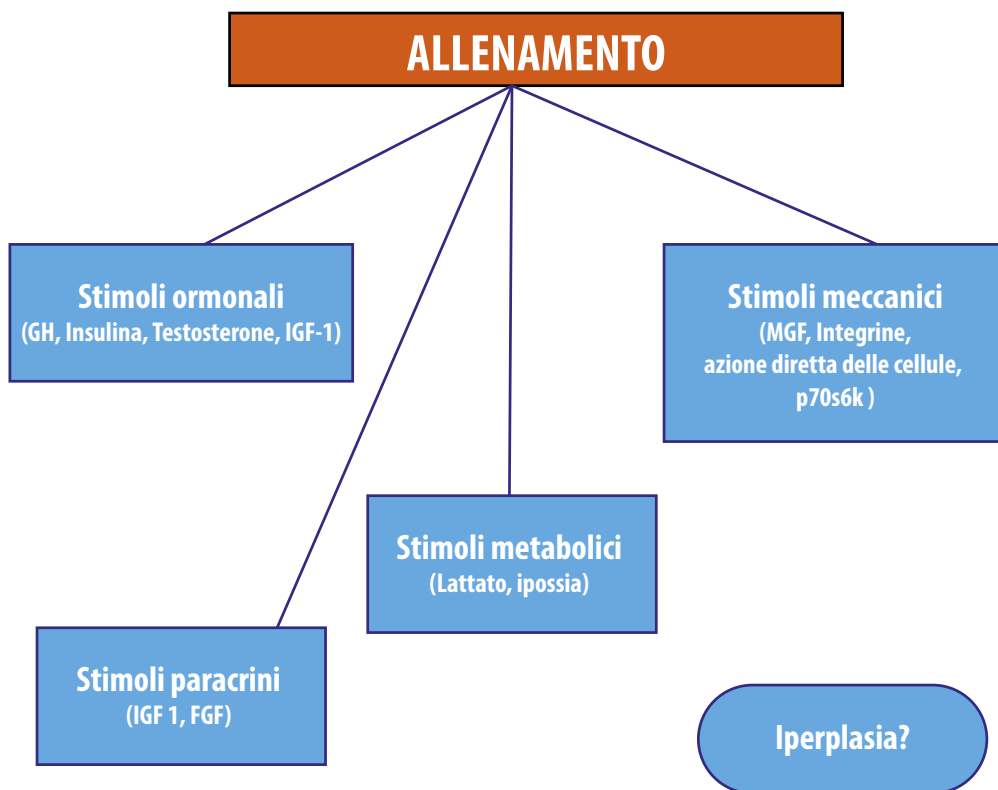 ALLENAMENTO
Stimoli ormonali
(GH, Insulina, Testosterone, IGF-1)
Stimoli meccanici
(MGF, Integrine,
azione diretta delle cellule,
p70s6k )
Stimoli metabolici
(Lattato, ipossia)
Stimoli paracrini
(IGF 1, FGF)
Iperplasia?